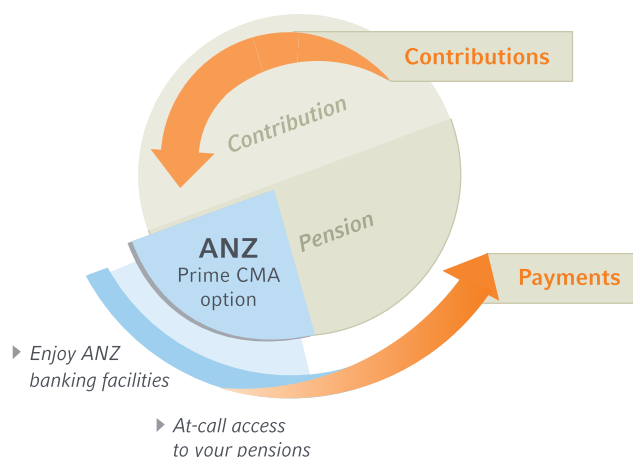 Contributions
Contribution
Pension
ANZ
Prime CMA
option
Payments
Enjoy ANZ
banking facilities
At-call access
to your pensions